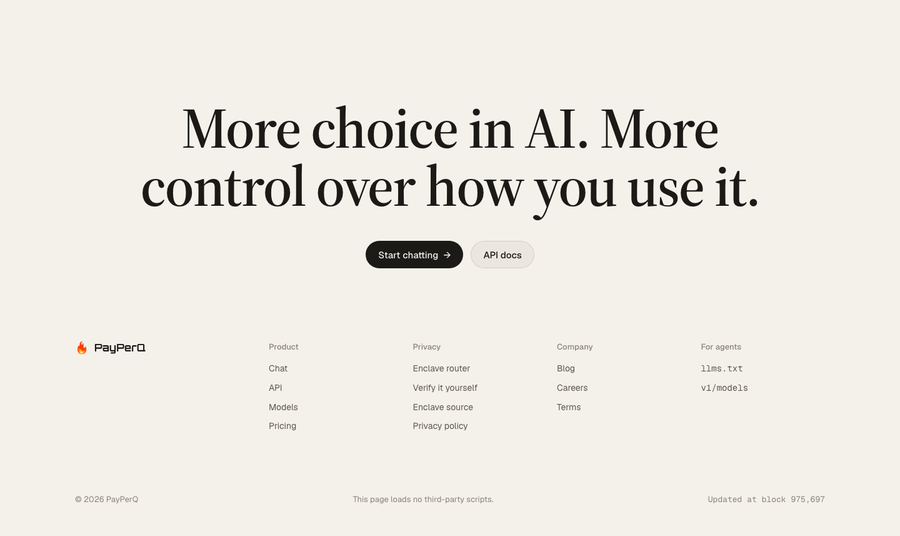 More choice in AI. More
control over how you use it.
Start chatting →
API docs
PayPerQ
Product
Chat
API
Models
Pricing
Privacy
Enclave router
Verify it yourself
Enclave source
Privacy policy
Company
Blog
Careers
Terms
For agents
llms.txt
v1/models
© 2026 PayPerQ
This page loads no third-party scripts.
Updated at block 975,697